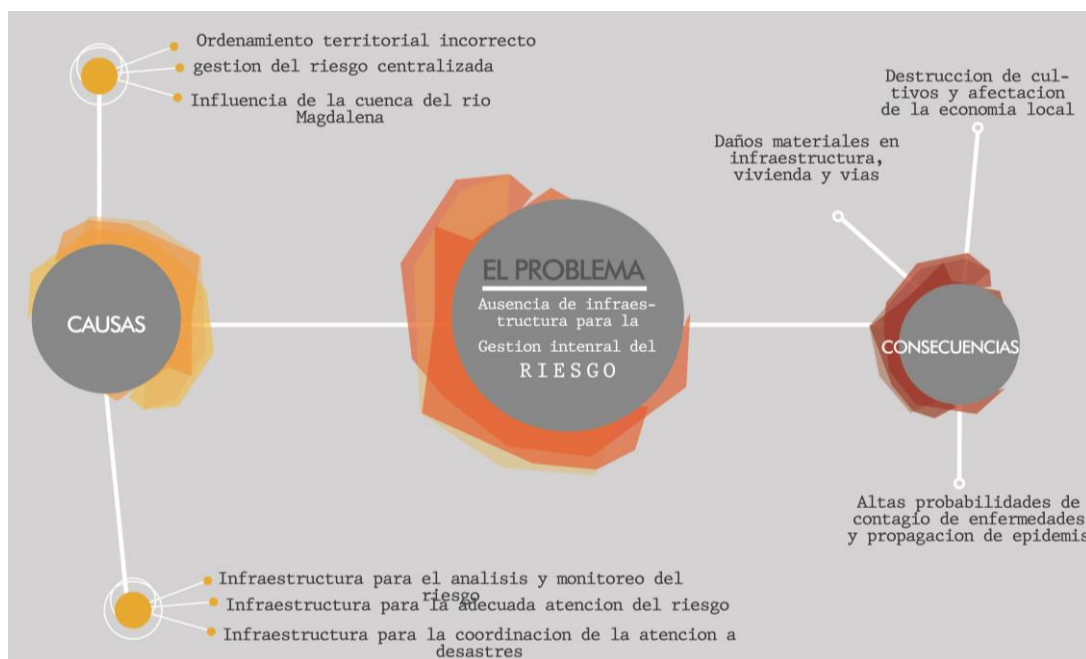 Ordenamiento territorial incorrecto
gestion del riesgo centralizada
Influencia de la cuenca del rio
Magdalena
CAUSAS
Infraestructura para el analisis y monitoreo del
riesgo
Infraestructura para la adecuada atencion del riesgo
Infraestructura para la coordinacion de la atencion a
desastres
EL PROBLEMA
Ausencia de infraes-
tructura para la
Gestion intenral del
RIESGO
Daños materiales en
infraestructura,
vivienda y vias
Destruccion de cul-
tivos y afectacion
de la economia local
CONSECUENCIAS
Altas probabilidades de
contagio de enfermedades
y propagacion de epidemis